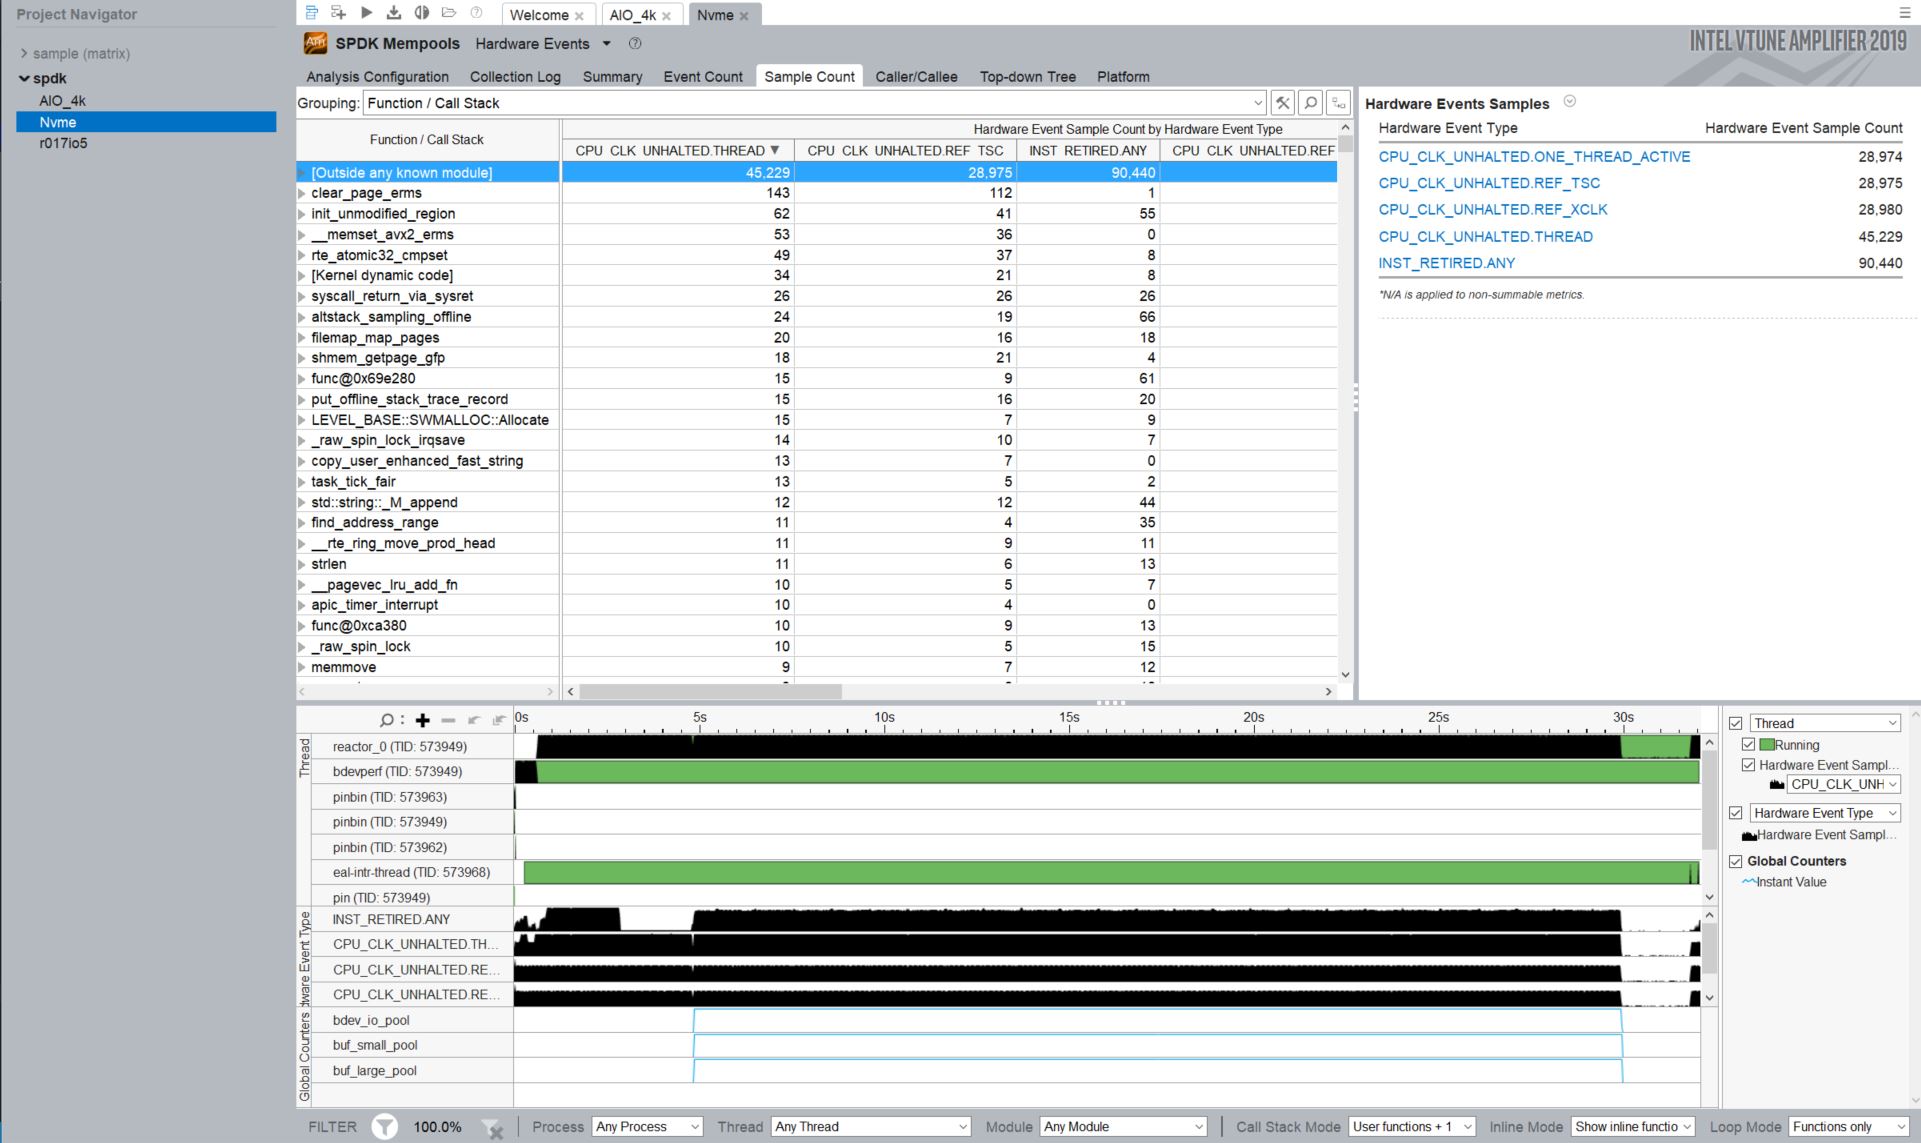 Project Navigator
sample (matrix)
spdk
AIO_4k
Nvme
r017io5
Welcome
AIO_4k
Nvme
SPDK Mempools Hardware Events
INTEL VTUNE AMPLIFIER 2019
Analysis Configuration Collection Log Summary Event Count Sample Count Caller/Callee Top-down Tree Platform
Grouping: Function / Call Stack
Function / Call Stack
Hardware Event Sample Count by Hardware Event Type
CPU_CLK_UNHALTED.THREAD CPU_CLK_UNHALTED.REF_TSC INST_RETIRED.ANY CPU_CLK_UNHALTED.REF
[Outside any known module] 45,229 28,975 90,440
clear_page_erms 143 112 1
init_unmodified_region 62 41 55
__memset_avx2_erms 53 36 0
rte_atomic32_cmpset 49 37 8
[Kernel dynamic code] 34 21 8
syscall_return_via_sysret 26 26 26
altstack_sampling_offline 24 19 66
filemap_map_pages 20 16 18
shmem_getpage_gfp 18 21 4
func@0x69e280 15 9 61
put_offline_stack_trace_record 15 16 20
LEVEL_BASE::SWMALLOC::Allocate 15 7 9
_raw_spin_lock_irqsave 14 10 7
copy_user_enhanced_fast_string 13 7 0
task_tick_fair 13 5 2
std::string::_M_append 12 12 44
find_address_range 11 4 35
__rte_ring_move_prod_head 11 9 11
strlen 11 6 13
__pagevec_lru_add_fn 10 5 7
apic_timer_interrupt 10 4 0
func@0xca380 10 9 13
_raw_spin_lock 10 5 15
memmove 9 7 12
Hardware Events Samples
Hardware Event Type Hardware Event Sample Count
CPU_CLK_UNHALTED.ONE_THREAD_ACTIVE 28,974
CPU_CLK_UNHALTED.REF_TSC 28,975
CPU_CLK_UNHALTED.REF_XCLK 28,980
CPU_CLK_UNHALTED.THREAD 45,229
INST_RETIRED.ANY 90,440
*N/A is applied to non-summable metrics.
0s 5s 10s 15s 20s 25s 30s
Thread
reactor_0 (TID: 573949)
bdevperf (TID: 573949)
pinbin (TID: 573963)
pinbin (TID: 573949)
pinbin (TID: 573962)
eal-intr-thread (TID: 573968)
pin (TID: 573949)
dware Event Type
INST_RETIRED.ANY
CPU_CLK_UNHALTED.TH...
CPU_CLK_UNHALTED.RE...
CPU_CLK_UNHALTED.RE...
Global Counters
bdev_io_pool
buf_small_pool
buf_large_pool
Thread
Running
Hardware Event Sampl...
CPU_CLK_UNH
Hardware Event Type
Hardware Event Sampl...
Global Counters
Instant Value
FILTER 100.0% Process Any Process Thread Any Thread Module Any Module Call Stack Mode User functions + 1 Inline Mode Show inline functio Loop Mode Functions only